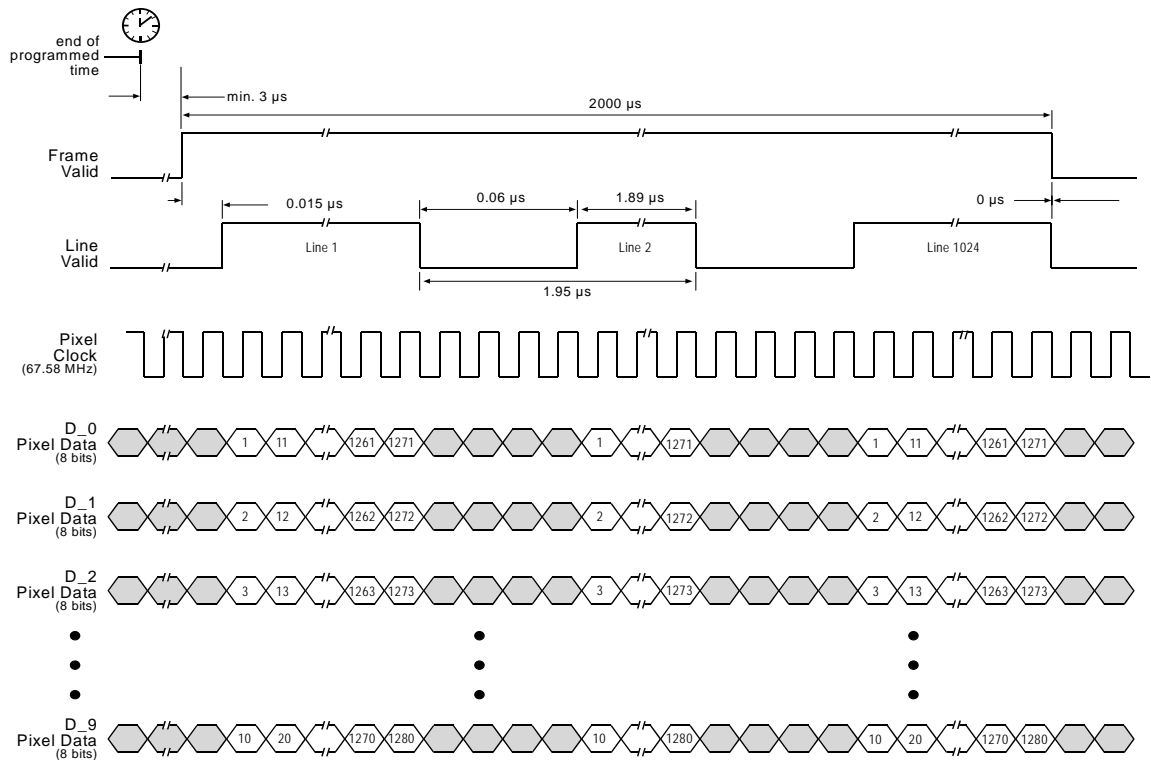 end of
programmed
time
min. 3 µs
2000 µs
Frame
Valid
0.015 µs
0.06 µs
1.89 µs
0 µs
Line
Valid
Line 1
Line 2
Line 1024
1.95 µs
Pixel
Clock
(67.58 MHz)
D_0
Pixel Data
(8 bits)
1 11 1261 1271 1 1271 1 11 1261 1271
D_1
Pixel Data
(8 bits)
2 12 1262 1272 2 1272 2 12 1262 1272
D_2
Pixel Data
(8 bits)
3 13 1263 1273 3 1273 3 13 1263 1273
D_9
Pixel Data
(8 bits)
10 20 1270 1280 10 1280 10 20 1270 1280